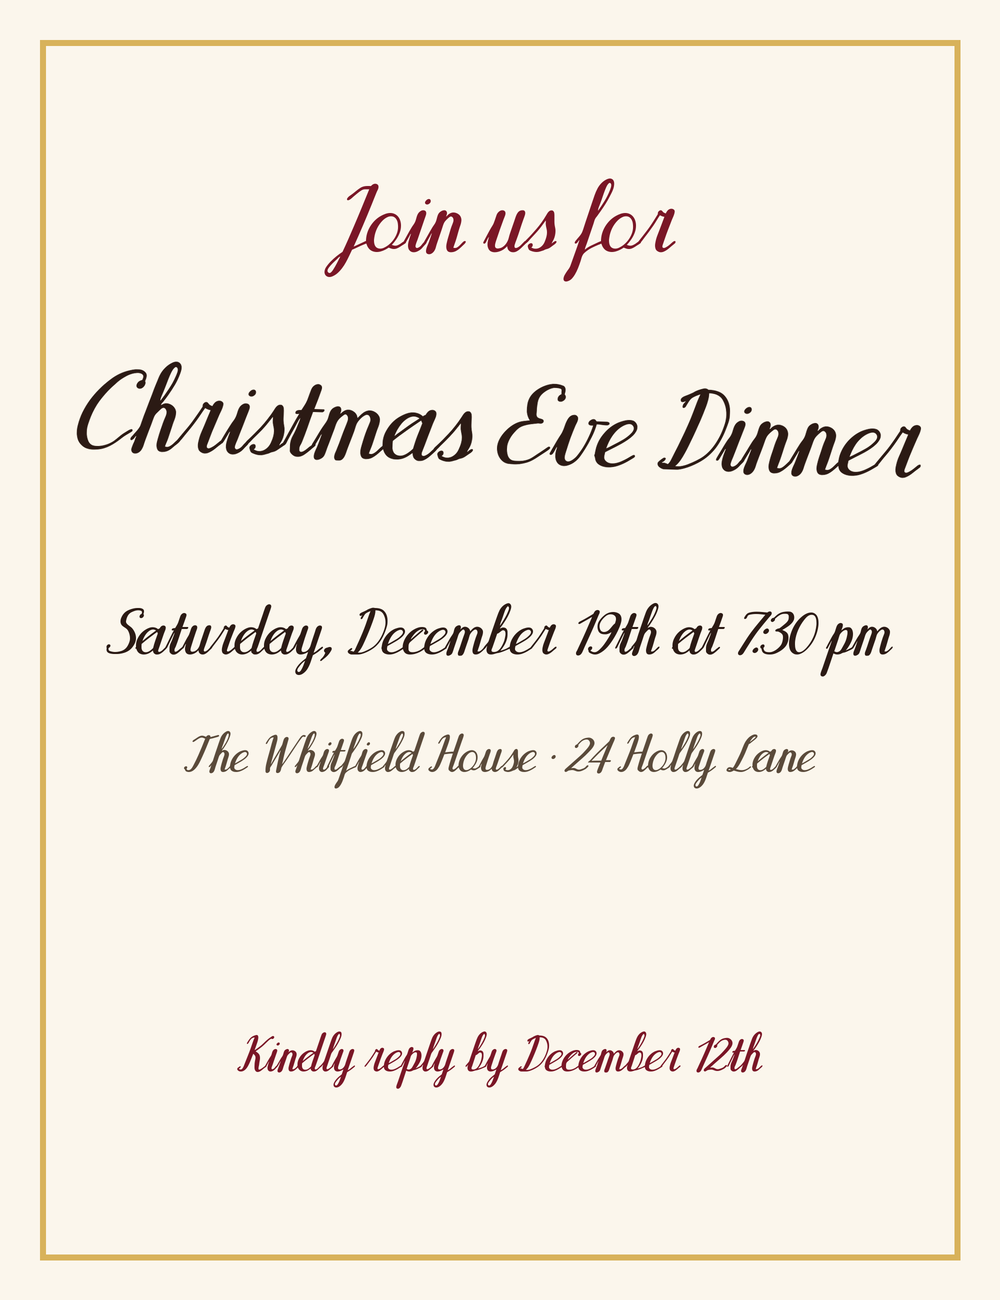 Join us for
Christmas Eve Dinner
Saturday, December 19th at 7:30 pm
The Whitfield House · 24 Holly Lane
Kindly reply by December 12th